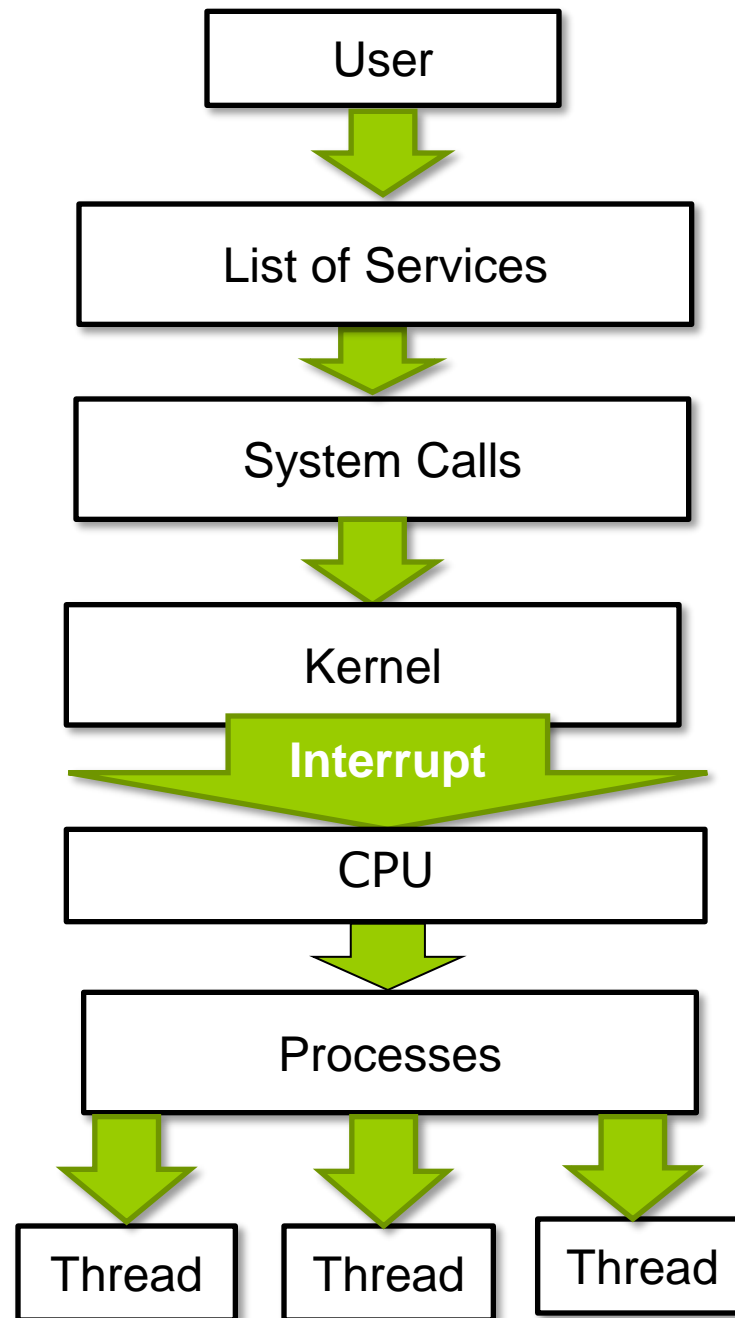 User
List of Services
System Calls
Kernel
Interrupt
CPU
Processes
Thread
Thread
Thread